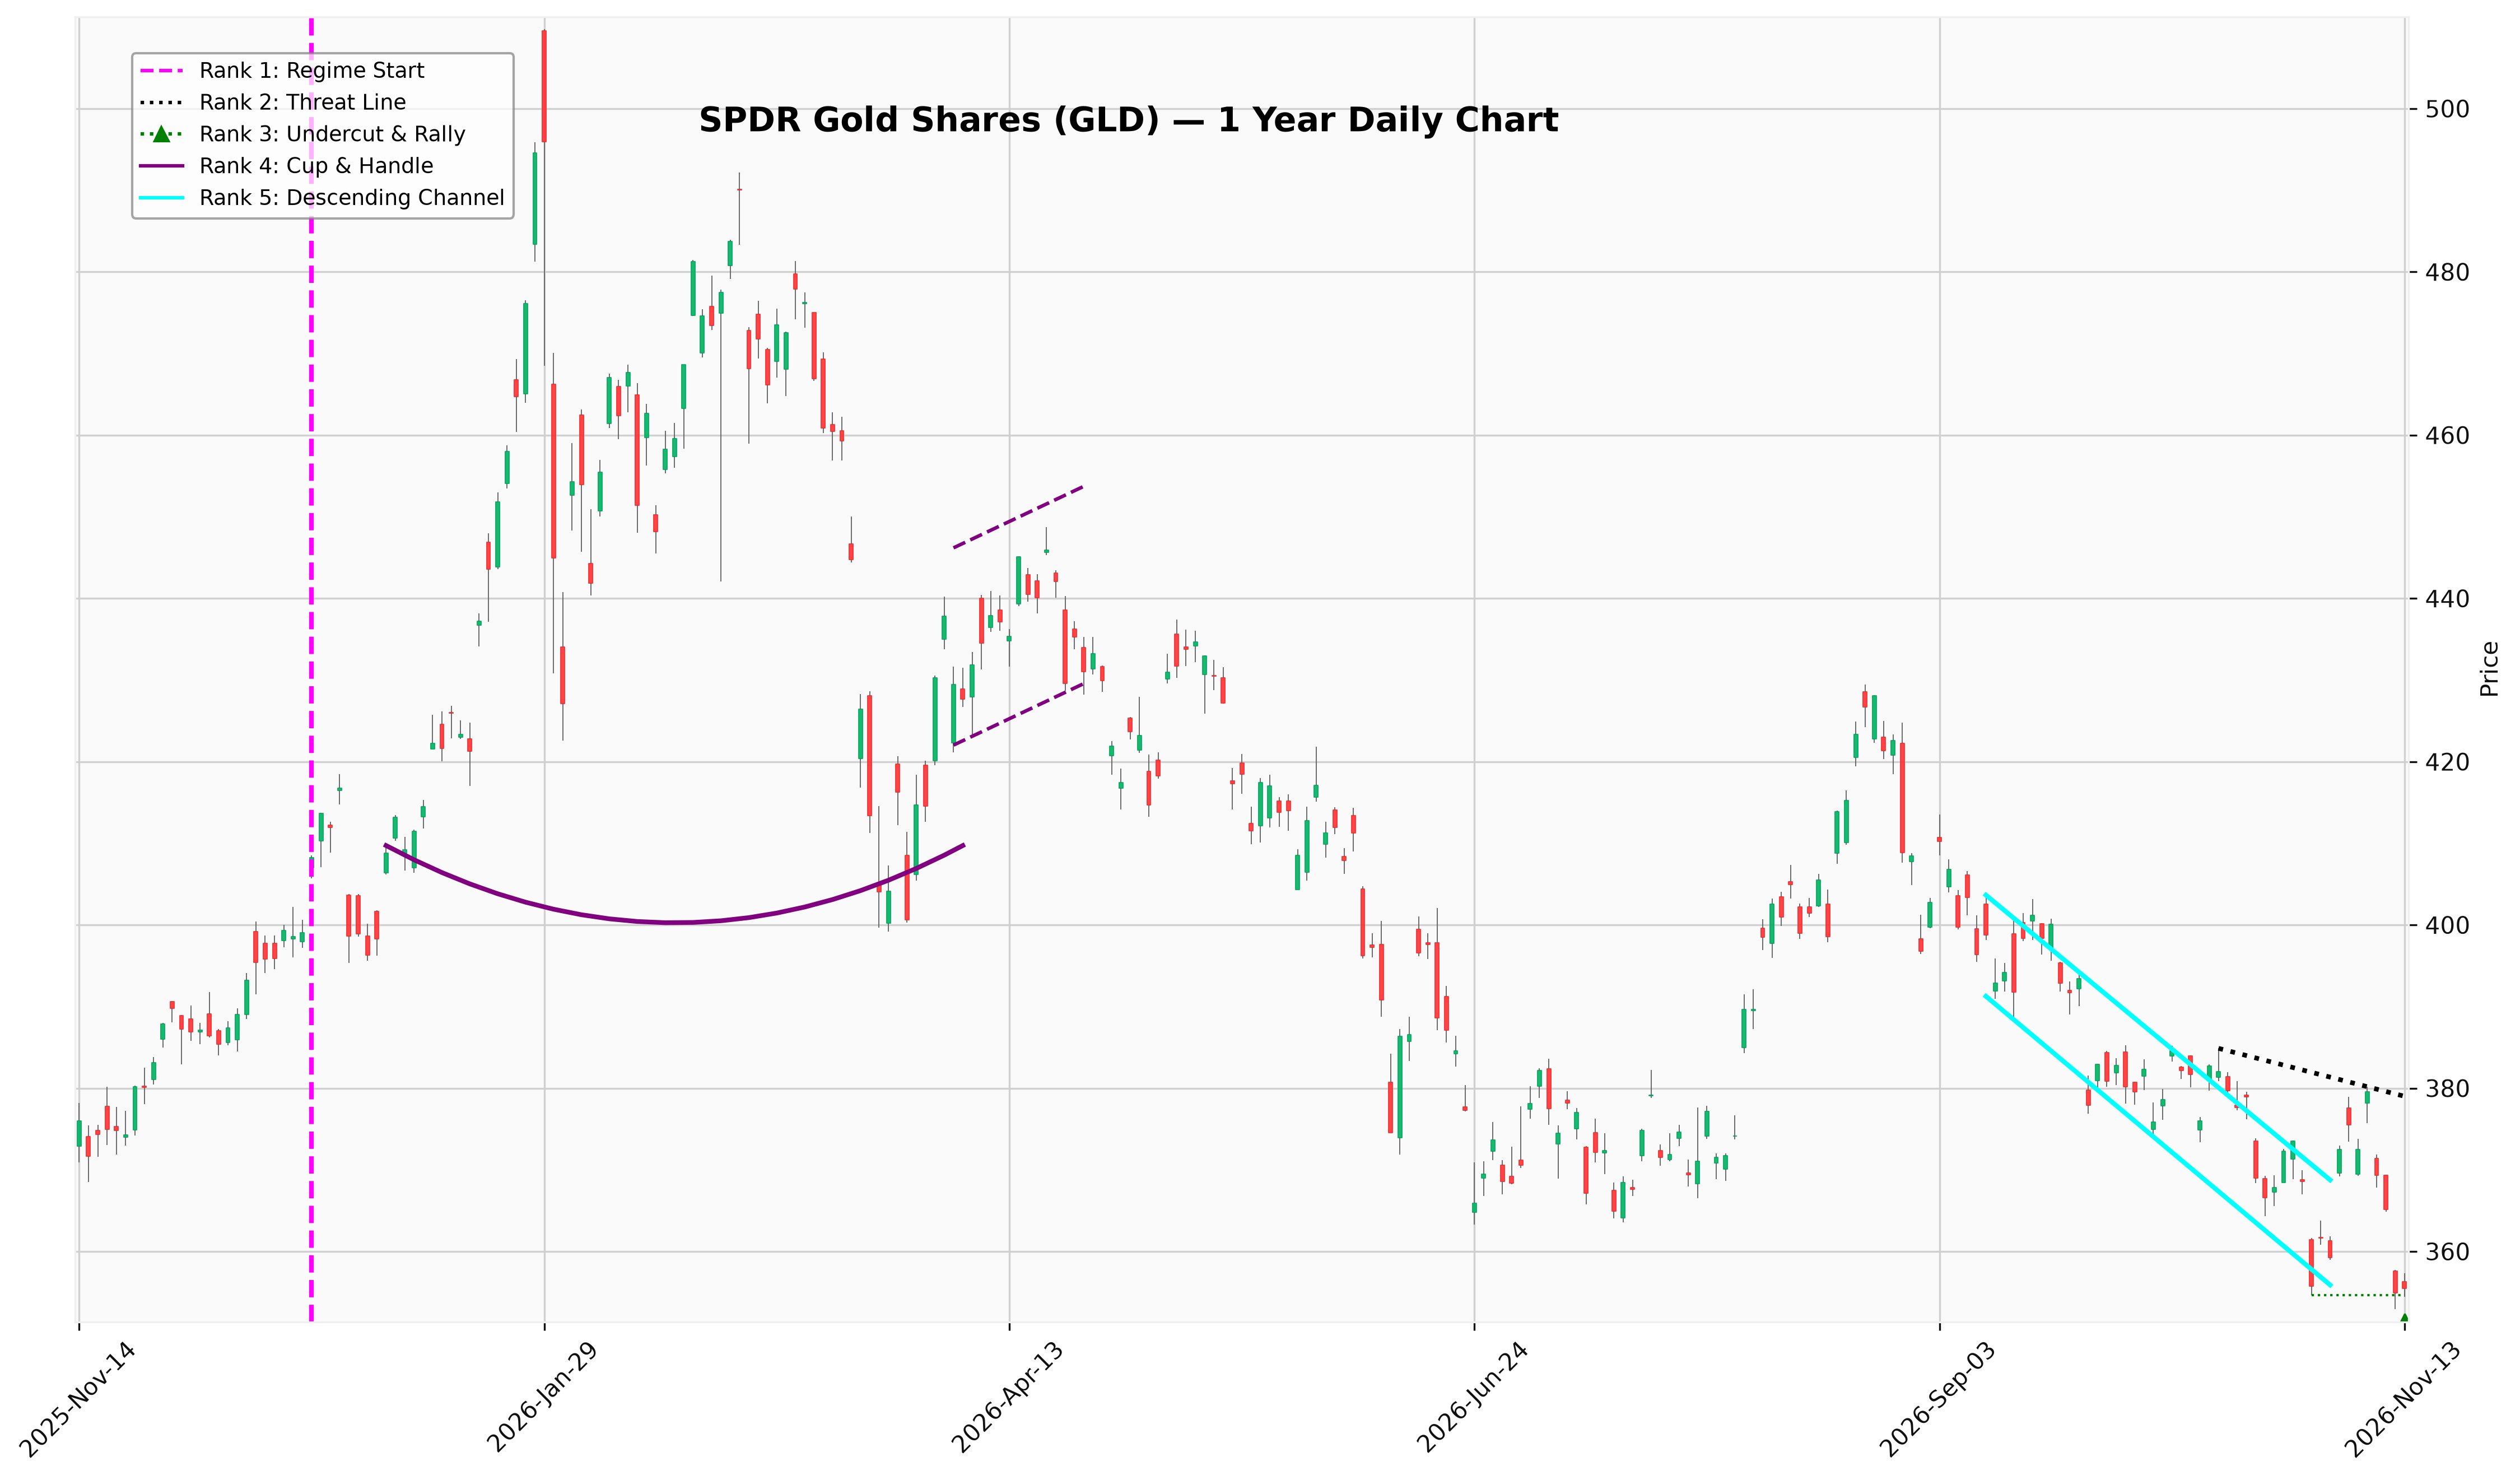 SPDR Gold Shares (GLD) — 1 Year Daily Chart
Rank 1: Regime Start
Rank 2: Threat Line
Rank 3: Undercut & Rally
Rank 4: Cup & Handle
Rank 5: Descending Channel
500
480
460
440
420
400
380
360
Price
2025-Nov-14
2026-Jan-29
2026-Apr-13
2026-Jun-24
2026-Sep-03
2026-Nov-13